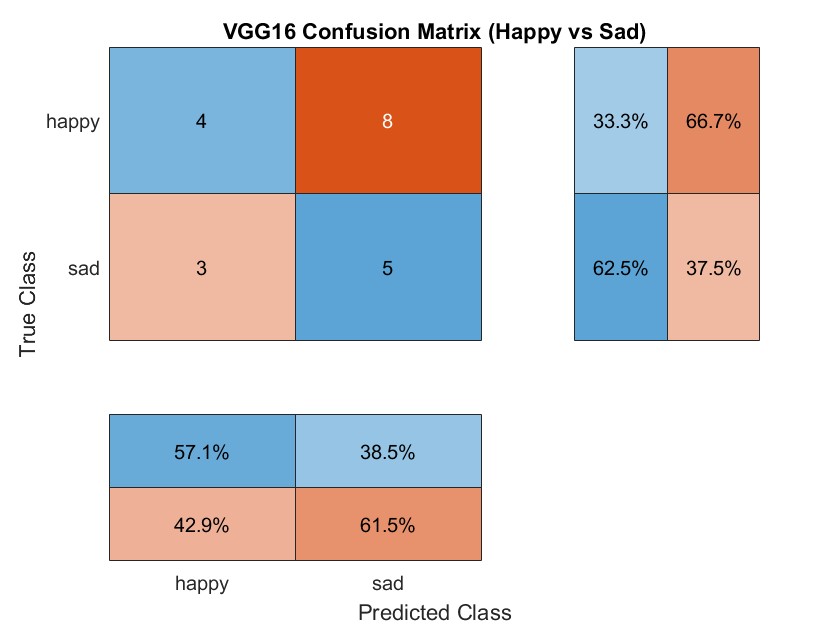 VGG16 Confusion Matrix (Happy vs Sad)
happy 4 8 33.3% 66.7%
sad 3 5 62.5% 37.5%
True Class
57.1% 38.5%
42.9% 61.5%
happy sad
Predicted Class